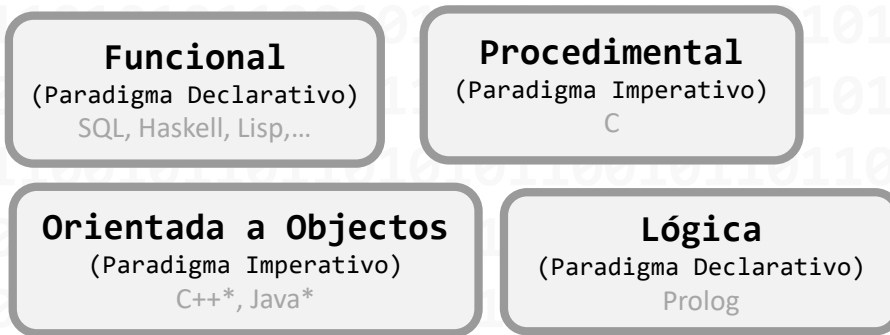 Funcional
(Paradigma Declarativo)
SQL, Haskell, Lisp,…
Procedimental
(Paradigma Imperativo)
C
Orientada a Objectos
(Paradigma Imperativo)
C++*, Java*
Lógica
(Paradigma Declarativo)
Prolog